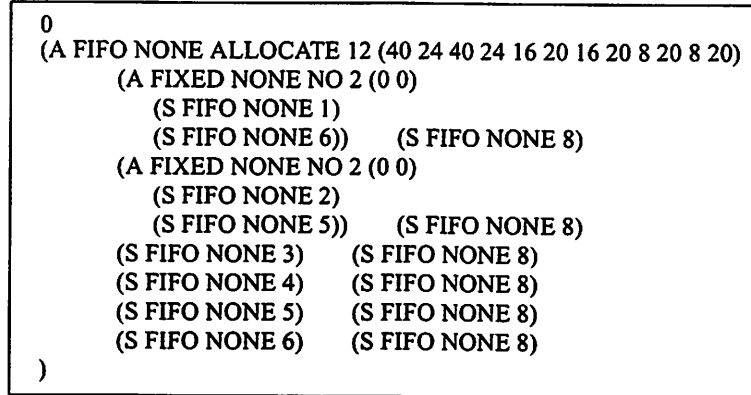 0
(A FIFO NONE ALLOCATE 12 (40 24 40 24 16 20 16 20 8 20 8 20)
(A FIXED NONE NO 2 (0 0)
(S FIFO NONE 1)
(S FIFO NONE 6)) (S FIFO NONE 8)
(A FIXED NONE NO 2 (0 0)
(S FIFO NONE 2)
(S FIFO NONE 5)) (S FIFO NONE 8)
(S FIFO NONE 3) (S FIFO NONE 8)
(S FIFO NONE 4) (S FIFO NONE 8)
(S FIFO NONE 5) (S FIFO NONE 8)
(S FIFO NONE 6) (S FIFO NONE 8)
)